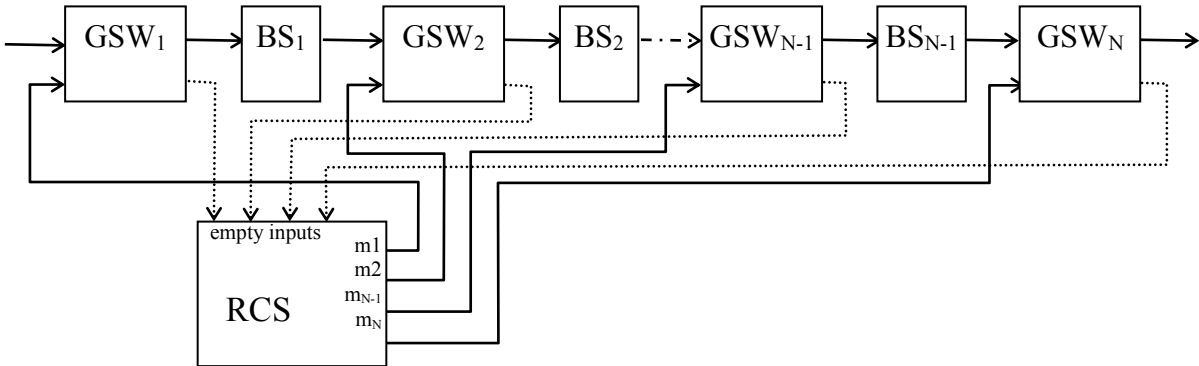 GSW₁ BS₁ GSW₂ BS₂ GSWN-1 BSN-1 GSWN
empty inputs
m1
m2
mN-1
RCS
mN